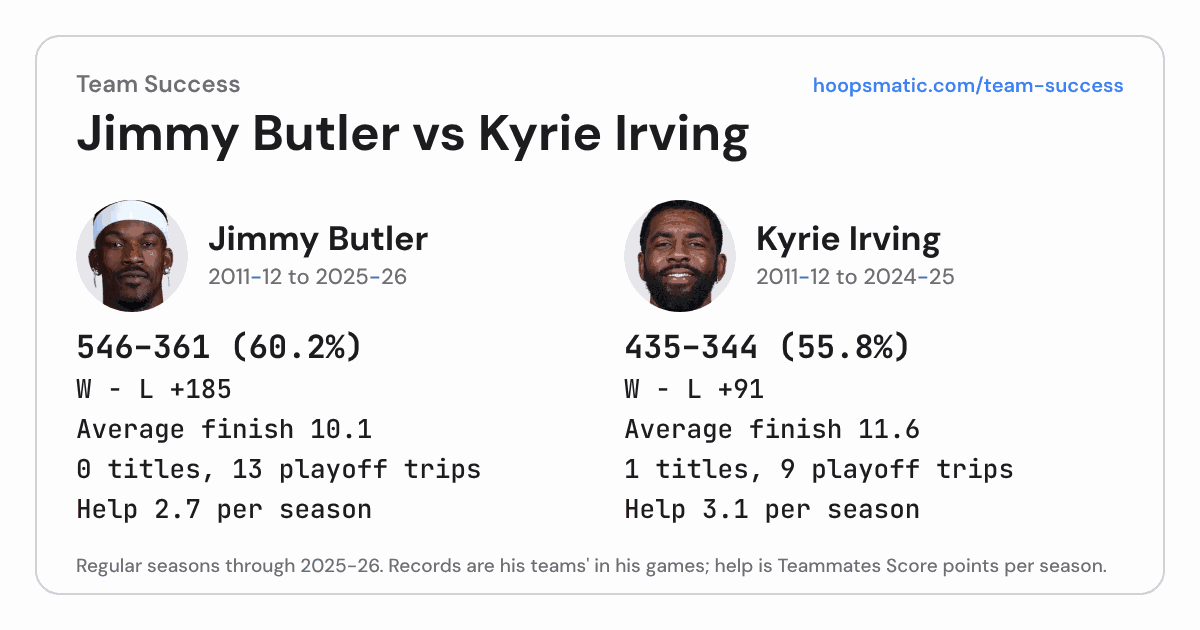 Team Success
hoopsmatic.com/team-success
Jimmy Butler vs Kyrie Irving
Jimmy Butler
2011-12 to 2025-26
546-361 (60.2%)
W - L +185
Average finish 10.1
0 titles, 13 playoff trips
Help 2.7 per season
Kyrie Irving
2011-12 to 2024-25
435-344 (55.8%)
W - L +91
Average finish 11.6
1 titles, 9 playoff trips
Help 3.1 per season
Regular seasons through 2025-26. Records are his teams' in his games; help is Teammates Score points per season.